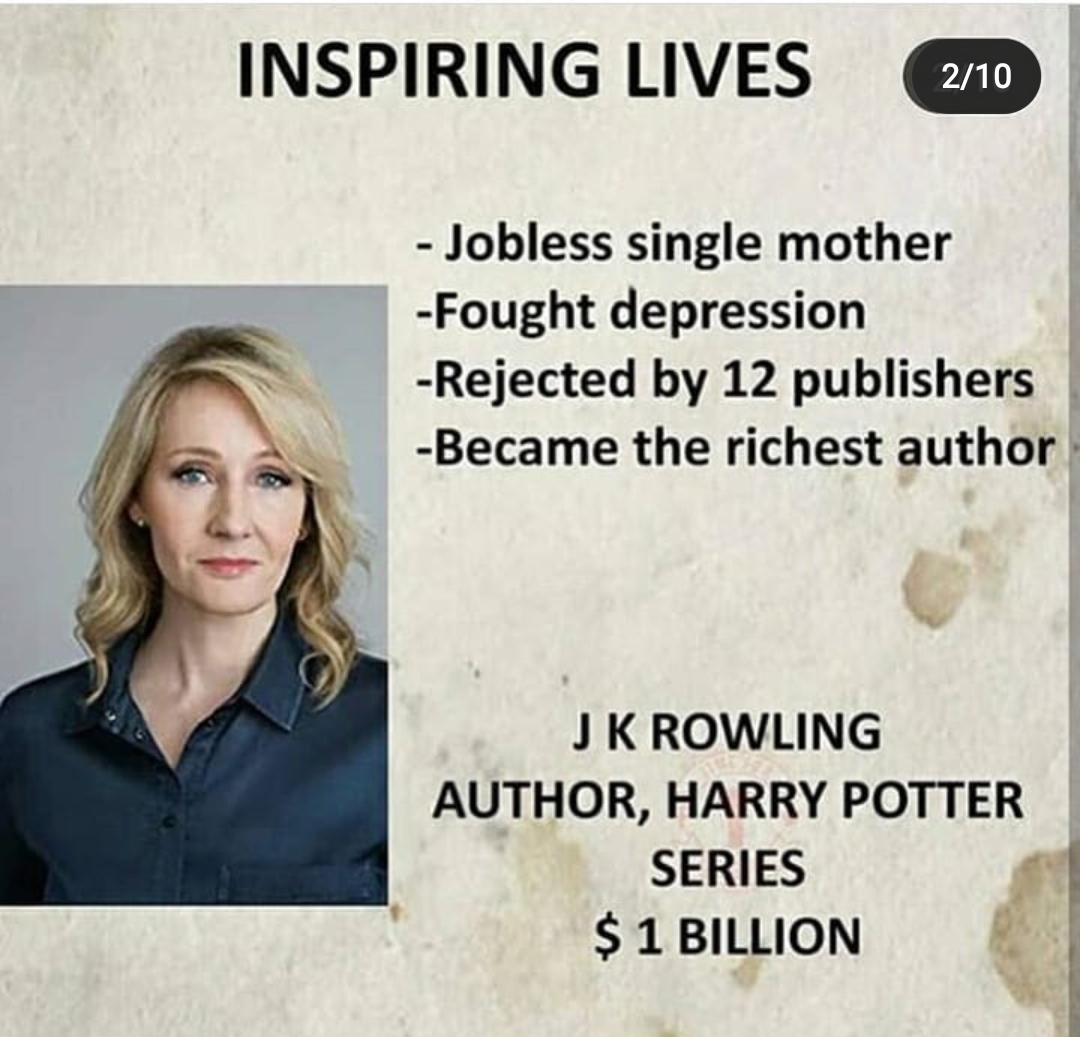 INSPIRING LIVES
2/10
- Jobless single mother
-Fought depression
-Rejected by 12 publishers
-Became the richest author
J K ROWLING
AUTHOR, HARRY POTTER
SERIES
$ 1 BILLION